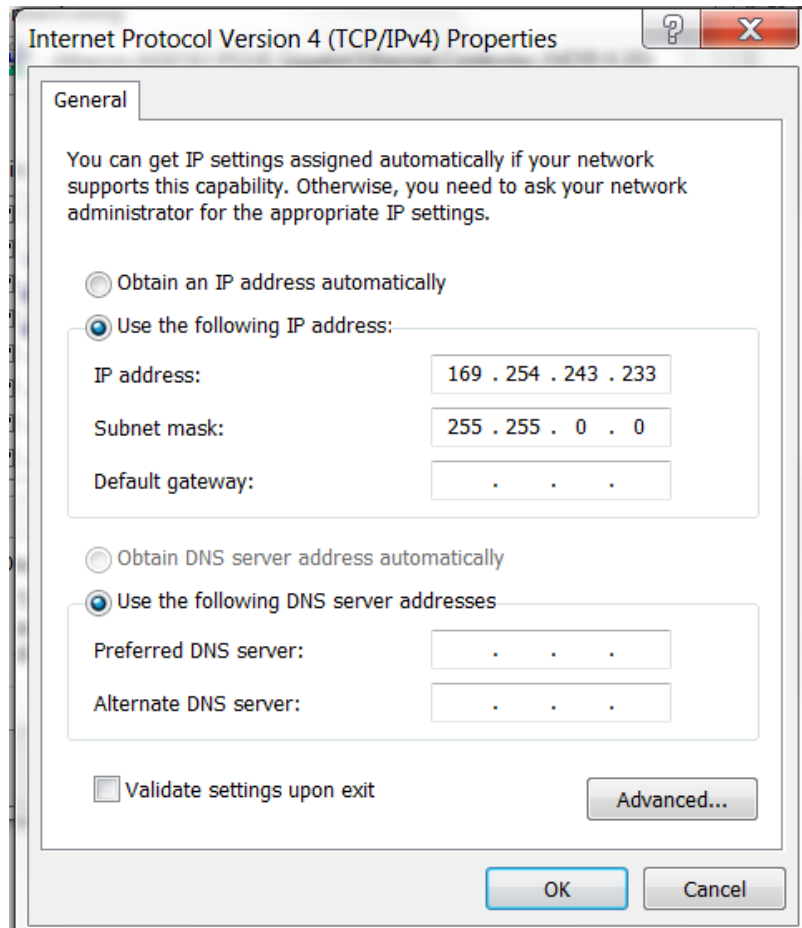 Internet Protocol Version 4 (TCP/IPv4) Properties
General
You can get IP settings assigned automatically if your network
supports this capability. Otherwise, you need to ask your network
administrator for the appropriate IP settings.
Obtain an IP address automatically
Use the following IP address:
IP address: 169 . 254 . 243 . 233
Subnet mask: 255 . 255 . 0 . 0
Default gateway: . . .
Obtain DNS server address automatically
Use the following DNS server addresses
Preferred DNS server: . . .
Alternate DNS server: . . .
Validate settings upon exit
Advanced...
OK Cancel